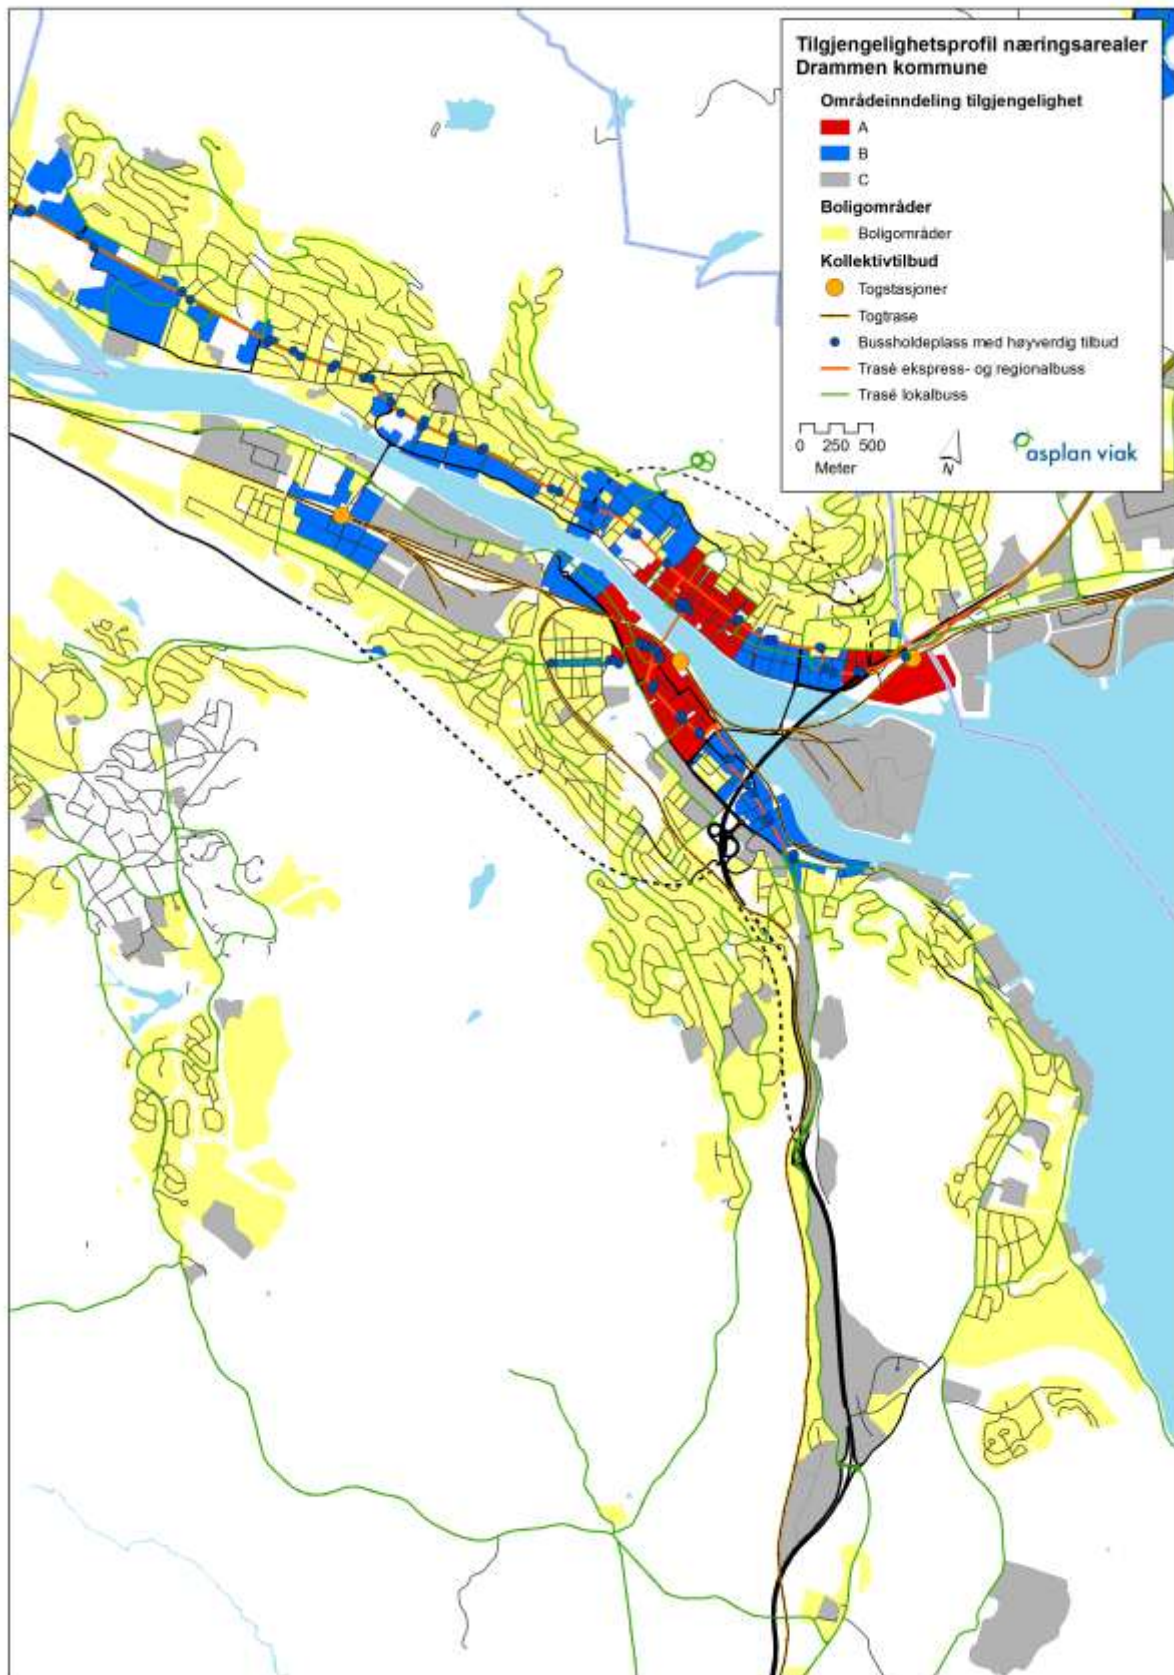 Tilgjengelighetsprofil næringsarealer
Drammen kommune
Områdeinndeling tilgjengelighet
A
B
C
Boligområder
Boligområder
Kollektivtilbud
Togstasjoner
Togtrase
Bussholdeplass med høyverdig tilbud
Trasè ekspress- og regionalbuss
Trasé lokalbuss
0 250 500
Meter
N
asplan viak